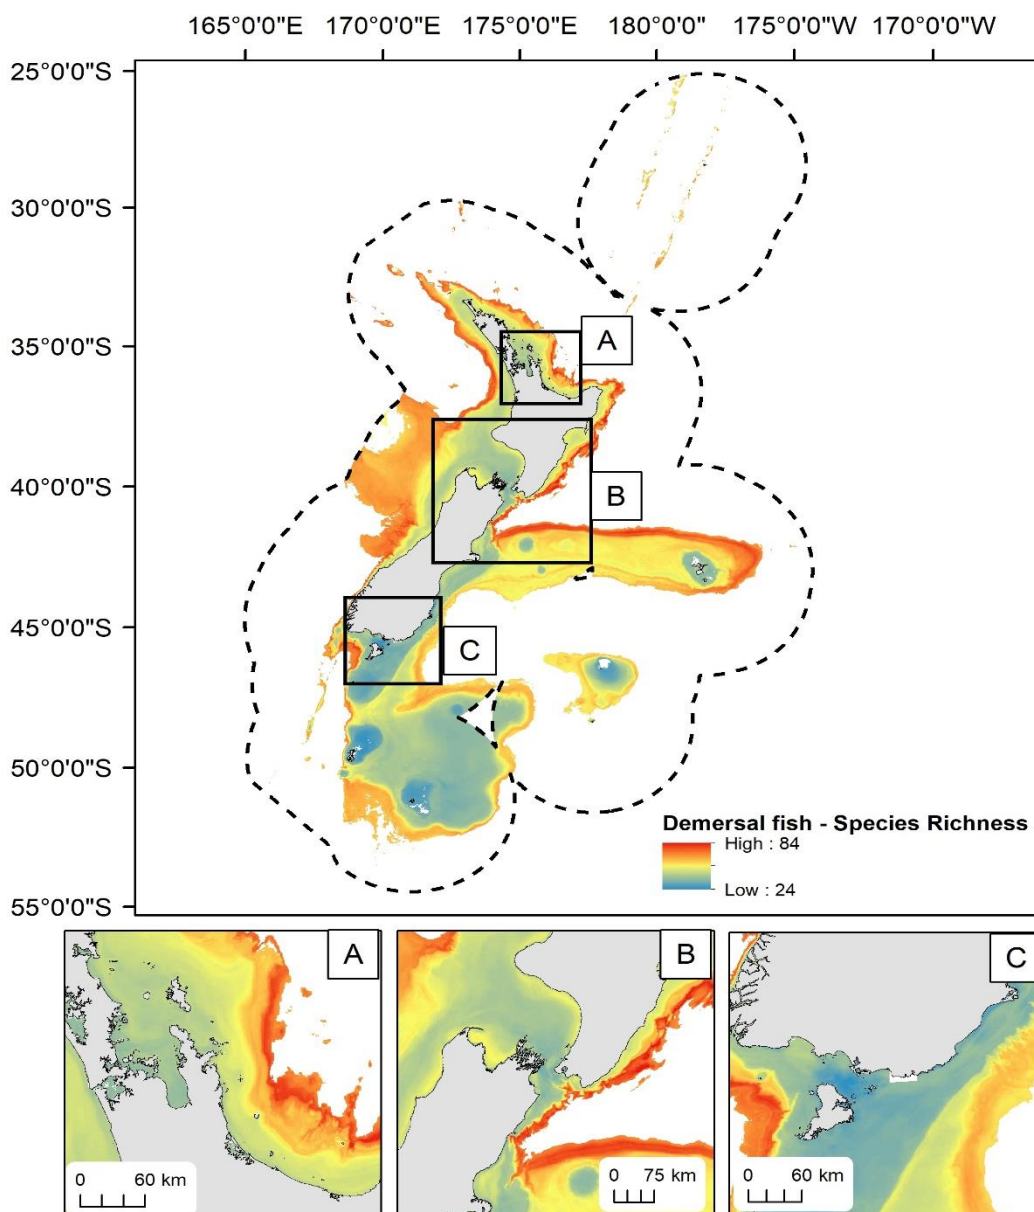 165°0'0"E 170°0'0"E 175°0'0"E 180°0'0" 175°0'0"W 170°0'0"W
25°0'0"S
30°0'0"S
35°0'0"S
A
40°0'0"S
B
45°0'0"S
C
50°0'0"S
Demersal fish - Species Richness
High : 84
Low : 24
55°0'0"S
A
B
C
0 60 km
0 75 km
0 60 km